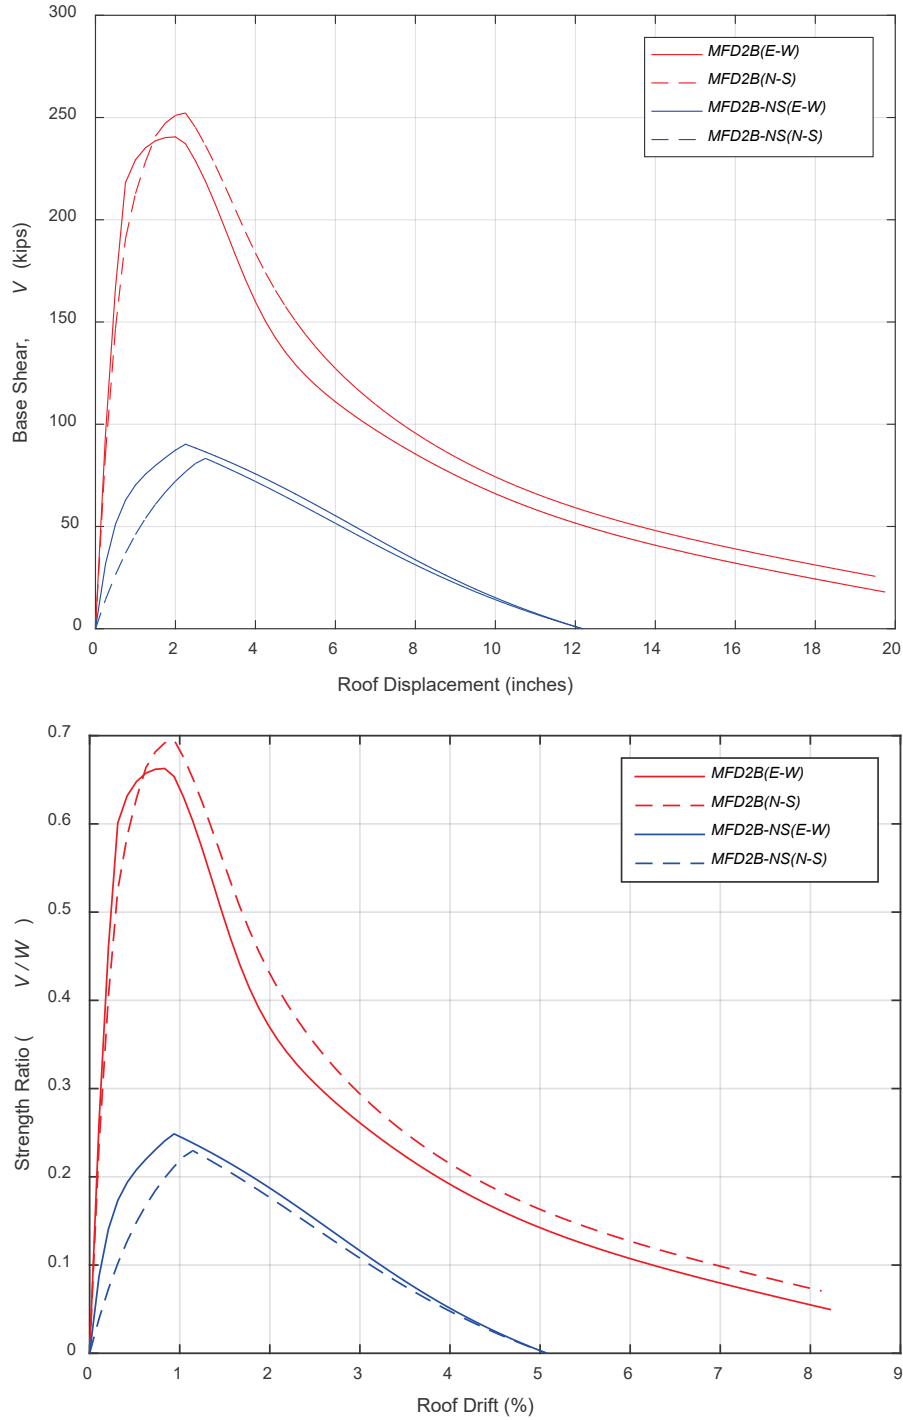 300
250
200
150
100
50
0
Base Shear, V (kips)
MFD2B(E-W)
MFD2B(N-S)
MFD2B-NS(E-W)
MFD2B-NS(N-S)
0 2 4 6 8 10 12 14 16 18 20
Roof Displacement (inches)
0.7
0.6
0.5
0.4
0.3
0.2
0.1
0
Strength Ratio ( V / W )
MFD2B(E-W)
MFD2B(N-S)
MFD2B-NS(E-W)
MFD2B-NS(N-S)
0 1 2 3 4 5 6 7 8 9
Roof Drift (%)